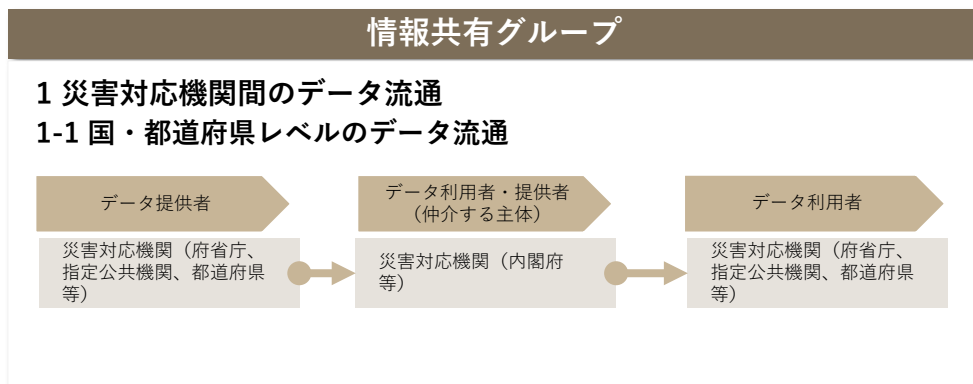 情報共有グループ
1 災害対応機関間のデータ流通
1-1 国・都道府県レベルのデータ流通
データ提供者
データ利用者・提供者
（仲介する主体）
データ利用者
災害対応機関（府省庁、
指定公共機関、都道府県
等）
災害対応機関（内閣府
等）
災害対応機関（府省庁、
指定公共機関、都道府県
等）